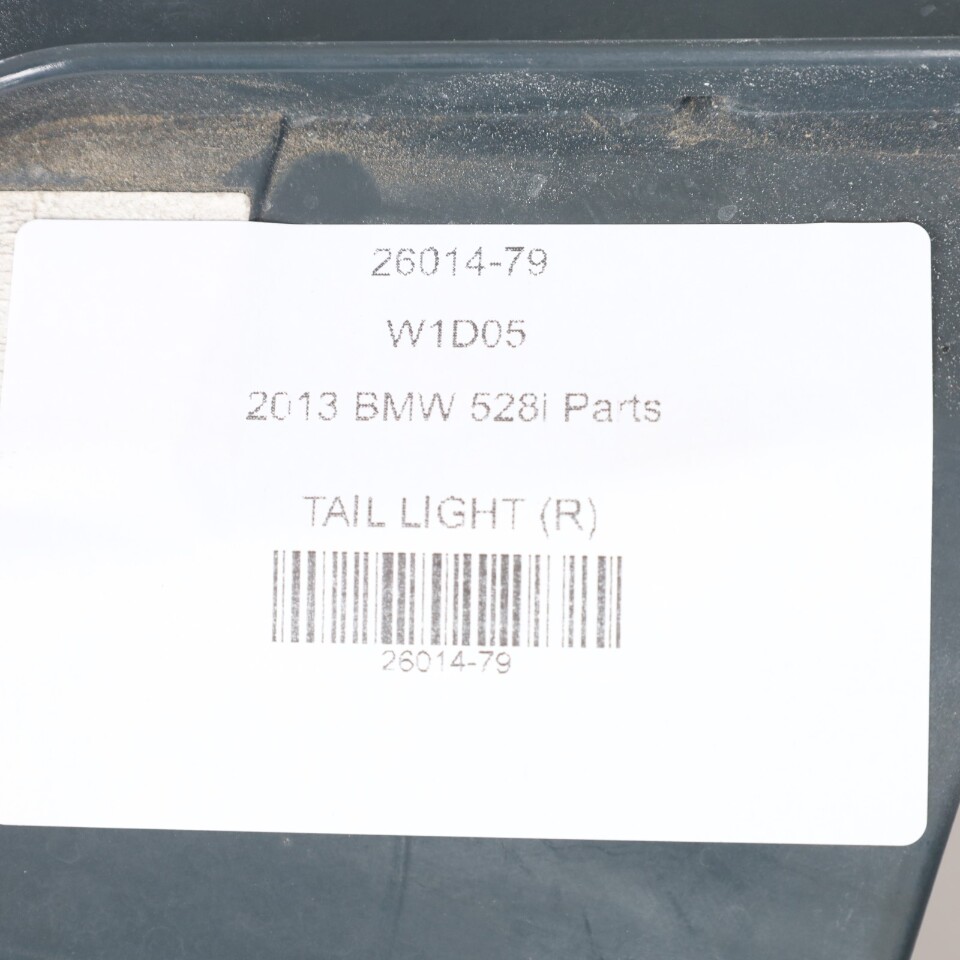 26014-79
W1D05
2013 BMW 528i Parts
TAIL LIGHT (R)
26014-79